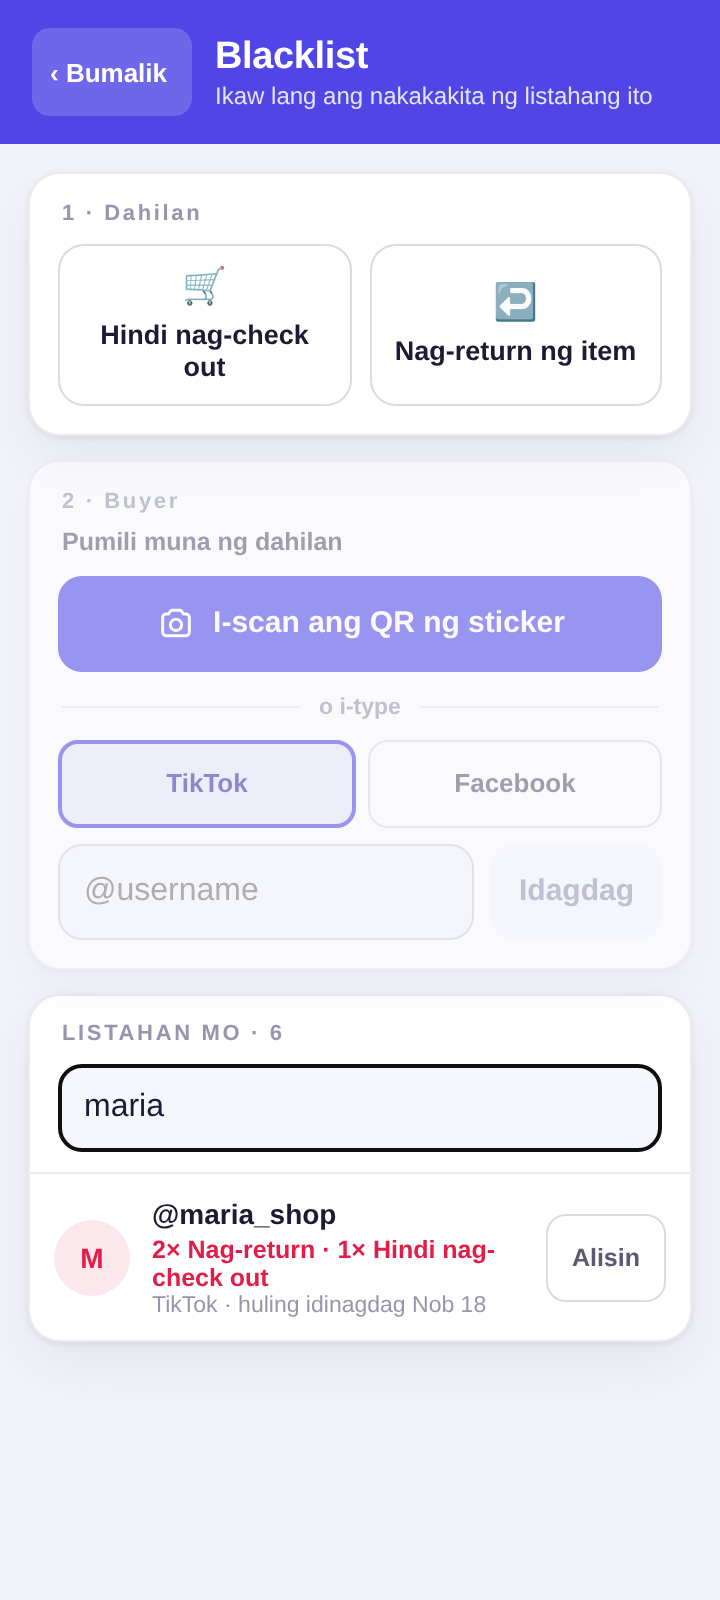 ‹ Bumalik
Blacklist
Ikaw lang ang nakakakita ng listahang ito
1 · Dahilan
Hindi nag-check
out
Nag-return ng item
2 · Buyer
Pumili muna ng dahilan
I-scan ang QR ng sticker
o i-type
TikTok
Facebook
@username
Idagdag
LISTAHAN MO · 6
maria
M
@maria_shop
2× Nag-return · 1× Hindi nag-
check out
TikTok · huling idinagdag Nob 18
Alisin